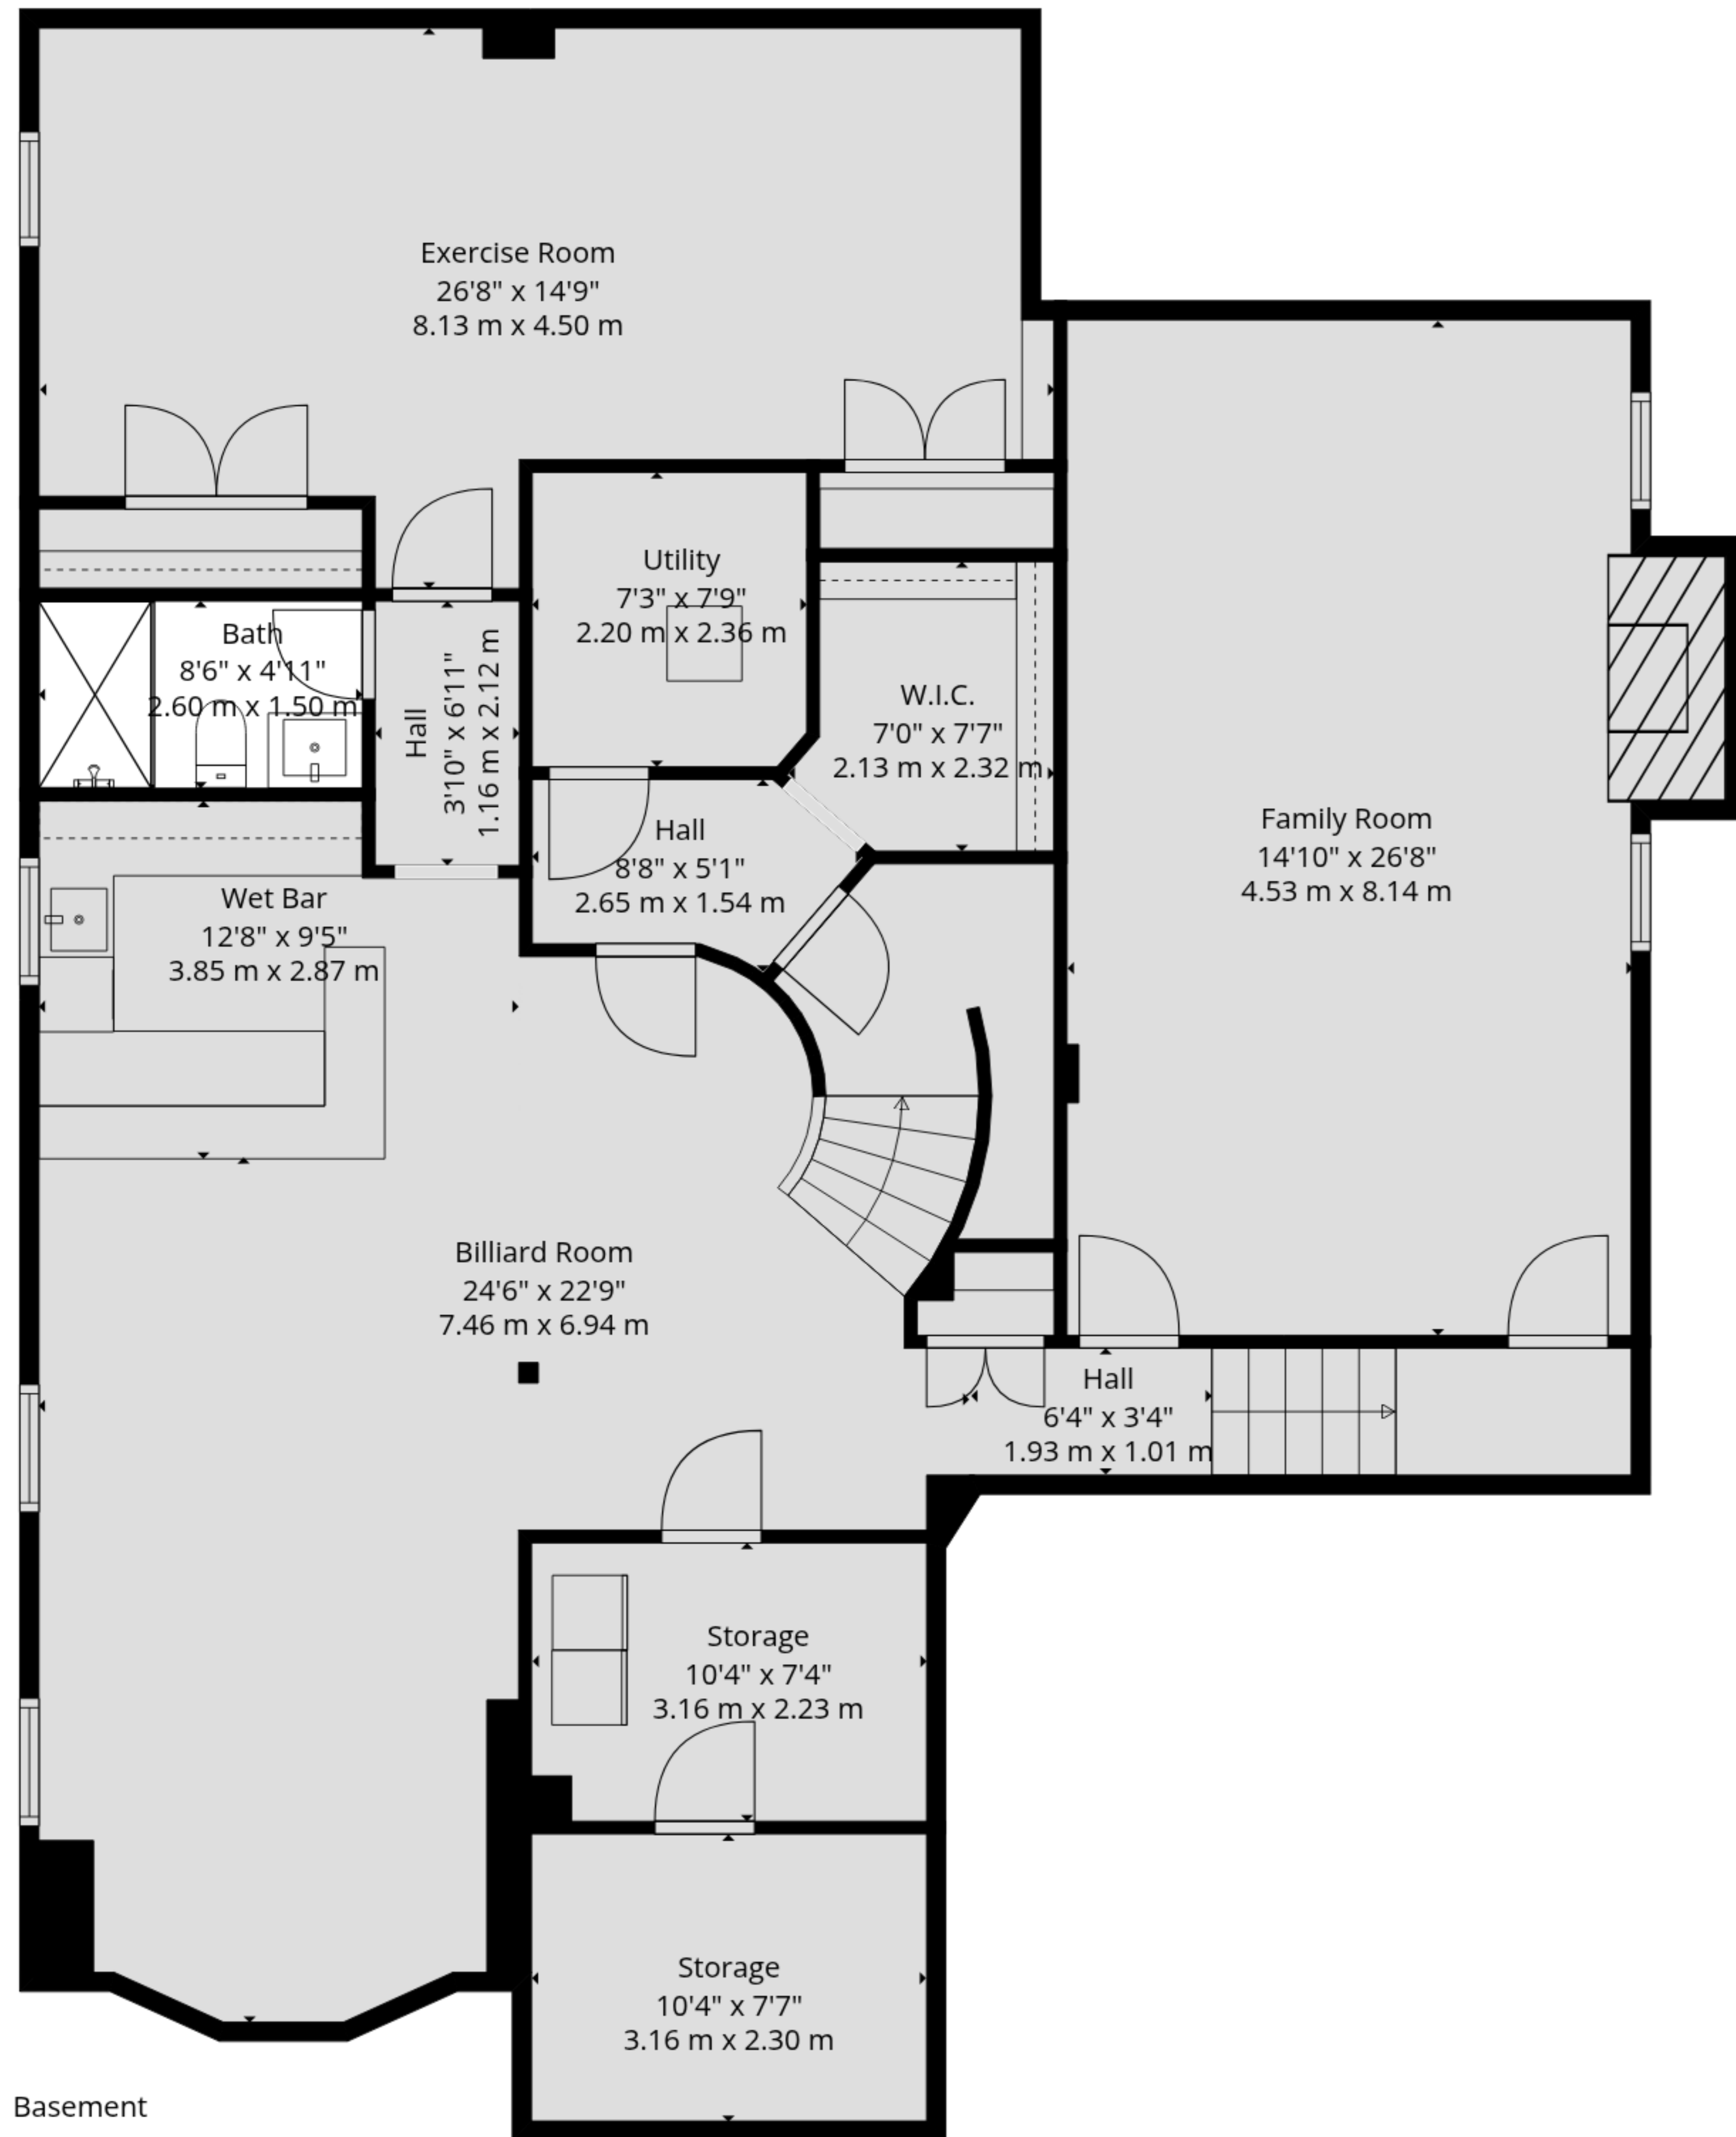 Exercise Room
26'8" x 14'9"
8.13 m x 4.50 m
Utility
7'3" x 7'9"
2.20 m x 2.36 m
Bath
8'6" x 4'11"
2.60 m x 1.50 m
Hall
3'10" x 6'11"
1.16 m x 2.12 m
W.I.C.
7'0" x 7'7"
2.13 m x 2.32 m
Hall
8'8" x 5'1"
2.65 m x 1.54 m
Family Room
14'10" x 26'8"
4.53 m x 8.14 m
Wet Bar
12'8" x 9'5"
3.85 m x 2.87 m
Billiard Room
24'6" x 22'9"
7.46 m x 6.94 m
Hall
6'4" x 3'4"
1.93 m x 1.01 m
Storage
10'4" x 7'4"
3.16 m x 2.23 m
Storage
10'4" x 7'7"
3.16 m x 2.30 m
Basement